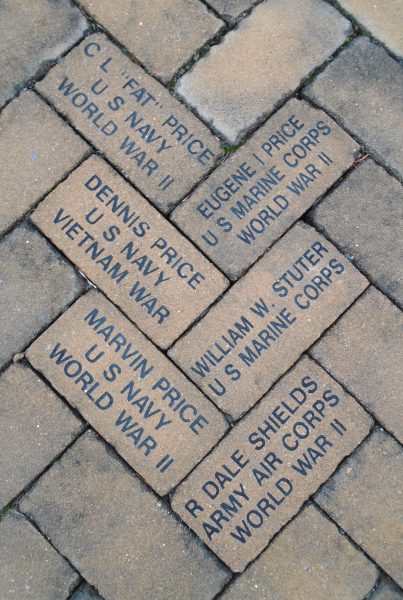 C L "FAT" PRICE
U S NAVY
WORLD WAR II
EUGENE I PRICE
U S MARINE CORPS
WORLD WAR II
DENNIS PRICE
U S NAVY
VIETNAM WAR
WILLIAM W. STUTER
U S MARINE CORPS
MARVIN PRICE
U S NAVY
WORLD WAR II
R DALE SHIELDS
ARMY AIR CORPS
WORLD WAR II